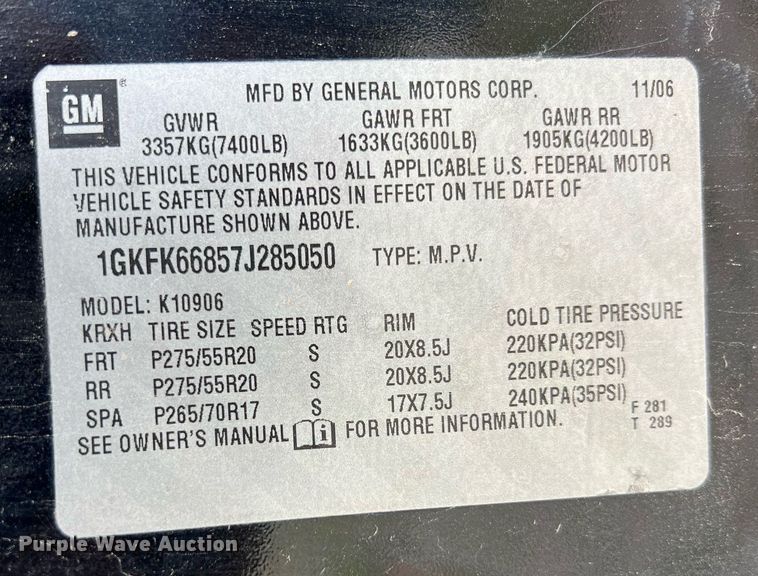 GM ®
MFD BY GENERAL MOTORS CORP. 11/06
GVWR GAWR FRT GAWR RR
3357KG(7400LB) 1633KG(3600LB) 1905KG(4200LB)
THIS VEHICLE CONFORMS TO ALL APPLICABLE U.S. FEDERAL MOTOR
VEHICLE SAFETY STANDARDS IN EFFECT ON THE DATE OF
MANUFACTURE SHOWN ABOVE.
1GKFK66857J285050 TYPE: M.P.V.
MODEL: K10906
KRXH TIRE SIZE SPEED RTG RIM COLD TIRE PRESSURE
FRT P275/55R20 S 20X8.5J 220KPA(32PSI)
RR P275/55R20 S 20X8.5J 220KPA(32PSI)
SPA P265/70R17 S 17X7.5J 240KPA(35PSI)
SEE OWNER'S MANUAL i FOR MORE INFORMATION.
F 281
T 289
Purple Wave Auction